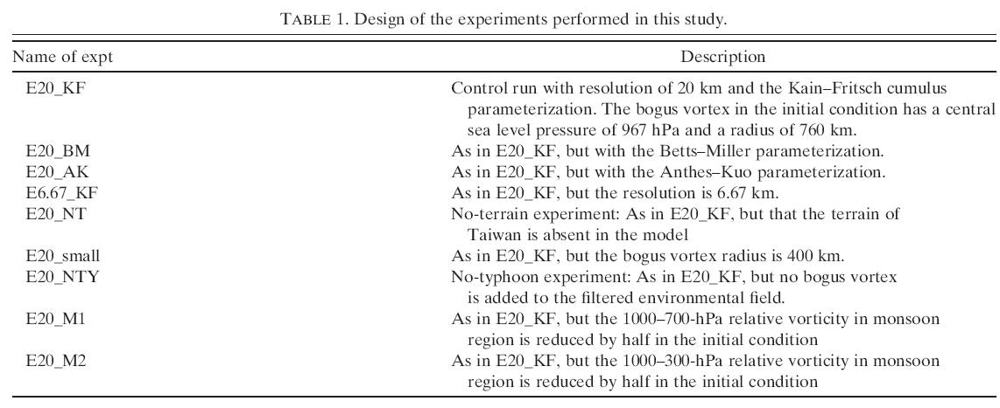 TABLE 1. Design of the experiments performed in this study.
Name of expt Description
E20_KF Control run with resolution of 20 km and the Kain–Fritsch cumulus
parameterization. The bogus vortex in the initial condition has a central
sea level pressure of 967 hPa and a radius of 760 km.
E20_BM As in E20_KF, but with the Betts–Miller parameterization.
E20_AK As in E20_KF, but with the Anthes–Kuo parameterization.
E6.67_KF As in E20_KF, but the resolution is 6.67 km.
E20_NT No-terrain experiment: As in E20_KF, but that the terrain of
Taiwan is absent in the model
E20_small As in E20_KF, but the bogus vortex radius is 400 km.
E20_NTY No-typhoon experiment: As in E20_KF, but no bogus vortex
is added to the filtered environmental field.
E20_M1 As in E20_KF, but the 1000–700-hPa relative vorticity in monsoon
region is reduced by half in the initial condition
E20_M2 As in E20_KF, but the 1000–300-hPa relative vorticity in monsoon
region is reduced by half in the initial condition